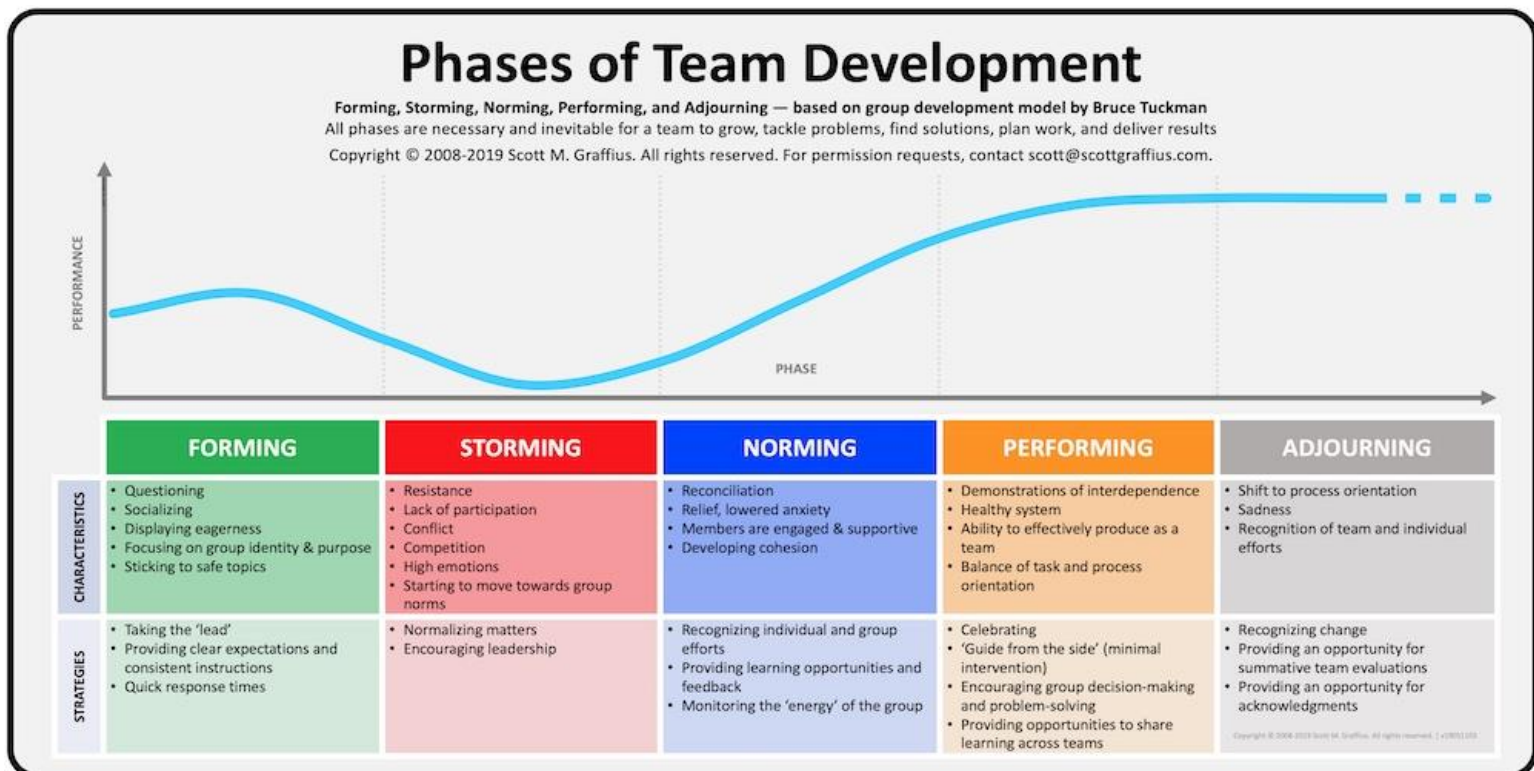 Phases of Team Development
Forming, Storming, Norming, Performing, and Adjourning — based on group development model by Bruce Tuckman
All phases are necessary and inevitable for a team to grow, tackle problems, find solutions, plan work, and deliver results
Copyright © 2008-2019 Scott M. Graffius. All rights reserved. For permission requests, contact scott@scottgraffius.com.
PERFORMANCE
PHASE
FORMING
STORMING
NORMING
PERFORMING
ADJOURNING
CHARACTERISTICS
• Questioning
• Socializing
• Displaying eagerness
• Focusing on group identity & purpose
• Sticking to safe topics
• Resistance
• Lack of participation
• Conflict
• Competition
• High emotions
• Starting to move towards group
norms
• Reconciliation
• Relief, lowered anxiety
• Members are engaged & supportive
• Developing cohesion
• Demonstrations of interdependence
• Healthy system
• Ability to effectively produce as a
team
• Balance of task and process
orientation
• Shift to process orientation
• Sadness
• Recognition of team and individual
efforts
STRATEGIES
• Taking the ‘lead’
• Providing clear expectations and
consistent instructions
• Quick response times
• Normalizing matters
• Encouraging leadership
• Recognizing individual and group
efforts
• Providing learning opportunities and
feedback
• Monitoring the ‘energy’ of the group
• Celebrating
• ‘Guide from the side’ (minimal
intervention)
• Encouraging group decision-making
and problem-solving
• Providing opportunities to share
learning across teams
• Recognizing change
• Providing an opportunity for
summative team evaluations
• Providing an opportunity for
acknowledgments
Copyright © 2008-2019 Scott M. Graffius. All rights reserved. |